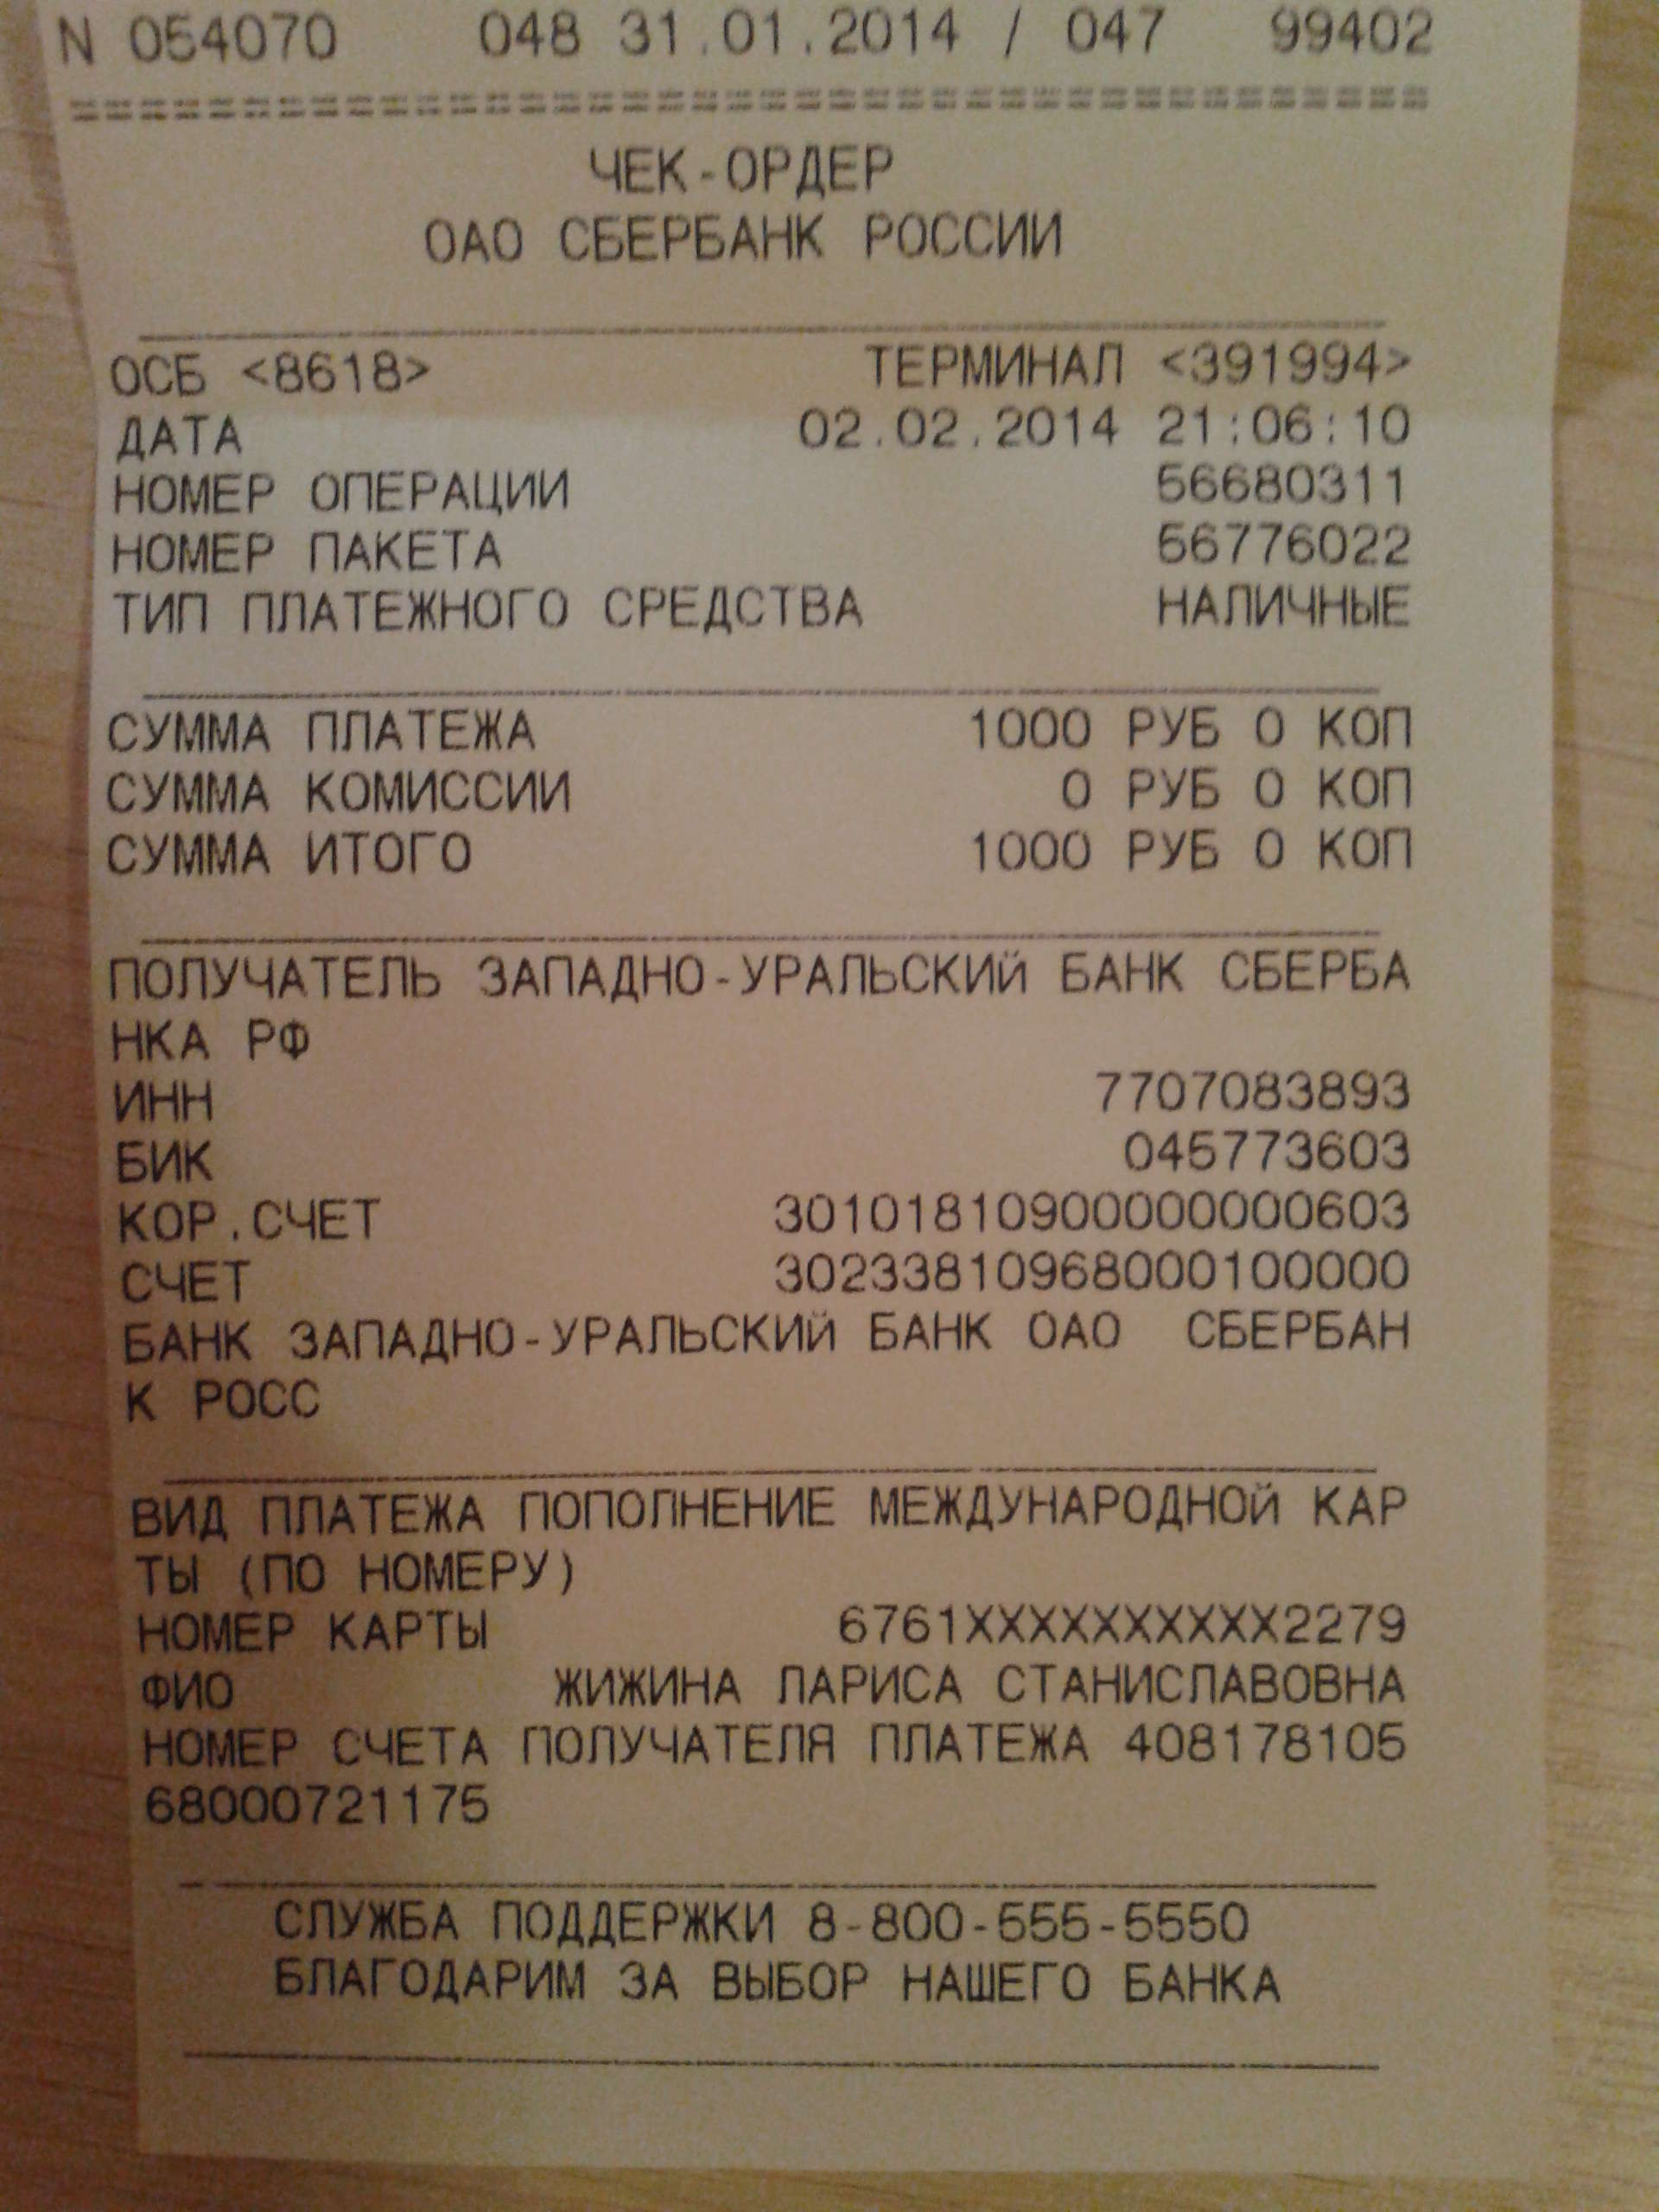 N 054070 048 31.01.2014 / 047 99402
========================================
ЧЕК-ОРДЕР
ОАО СБЕРБАНК РОССИИ
ОСБ <8618> ТЕРМИНАЛ <391994>
ДАТА 02.02.2014 21:06:10
НОМЕР ОПЕРАЦИИ 56680311
НОМЕР ПАКЕТА 56776022
ТИП ПЛАТЕЖНОГО СРЕДСТВА НАЛИЧНЫЕ
СУММА ПЛАТЕЖА 1000 РУБ 0 КОП
СУММА КОМИССИИ 0 РУБ 0 КОП
СУММА ИТОГО 1000 РУБ 0 КОП
ПОЛУЧАТЕЛЬ ЗАПАДНО-УРАЛЬСКИЙ БАНК СБЕРБА
НКА РФ
ИНН 7707083893
БИК 045773603
КОР.СЧЕТ 30101810900000000603
СЧЕТ 30233810968000100000
БАНК ЗАПАДНО-УРАЛЬСКИЙ БАНК ОАО СБЕРБАН
К РОСС
ВИД ПЛАТЕЖА ПОПОЛНЕНИЕ МЕЖДУНАРОДНОЙ КАР
ТЫ (ПО НОМЕРУ)
НОМЕР КАРТЫ 6761XXXXXXXXXX2279
ФИО ЖИЖИНА ЛАРИСА СТАНИСЛАВОВНА
НОМЕР СЧЕТА ПОЛУЧАТЕЛЯ ПЛАТЕЖА 408178105
68000721175
СЛУЖБА ПОДДЕРЖКИ 8-800-555-5550
БЛАГОДАРИМ ЗА ВЫБОР НАШЕГО БАНКА